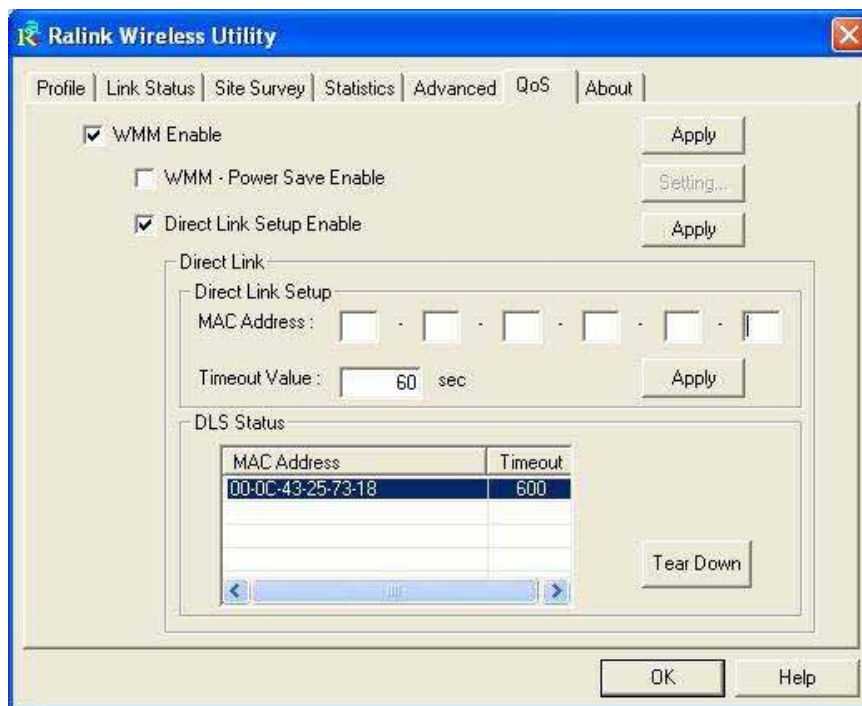 Ralink Wireless Utility
Profile Link Status Site Survey Statistics Advanced QoS About
WMM Enable Apply
WMM - Power Save Enable Setting...
Direct Link Setup Enable Apply
Direct Link
Direct Link Setup
MAC Address : - - - - -
Timeout Value : 60 sec Apply
DLS Status
MAC Address Timeout
00-0C-43-25-73-18 600
Tear Down
OK Help